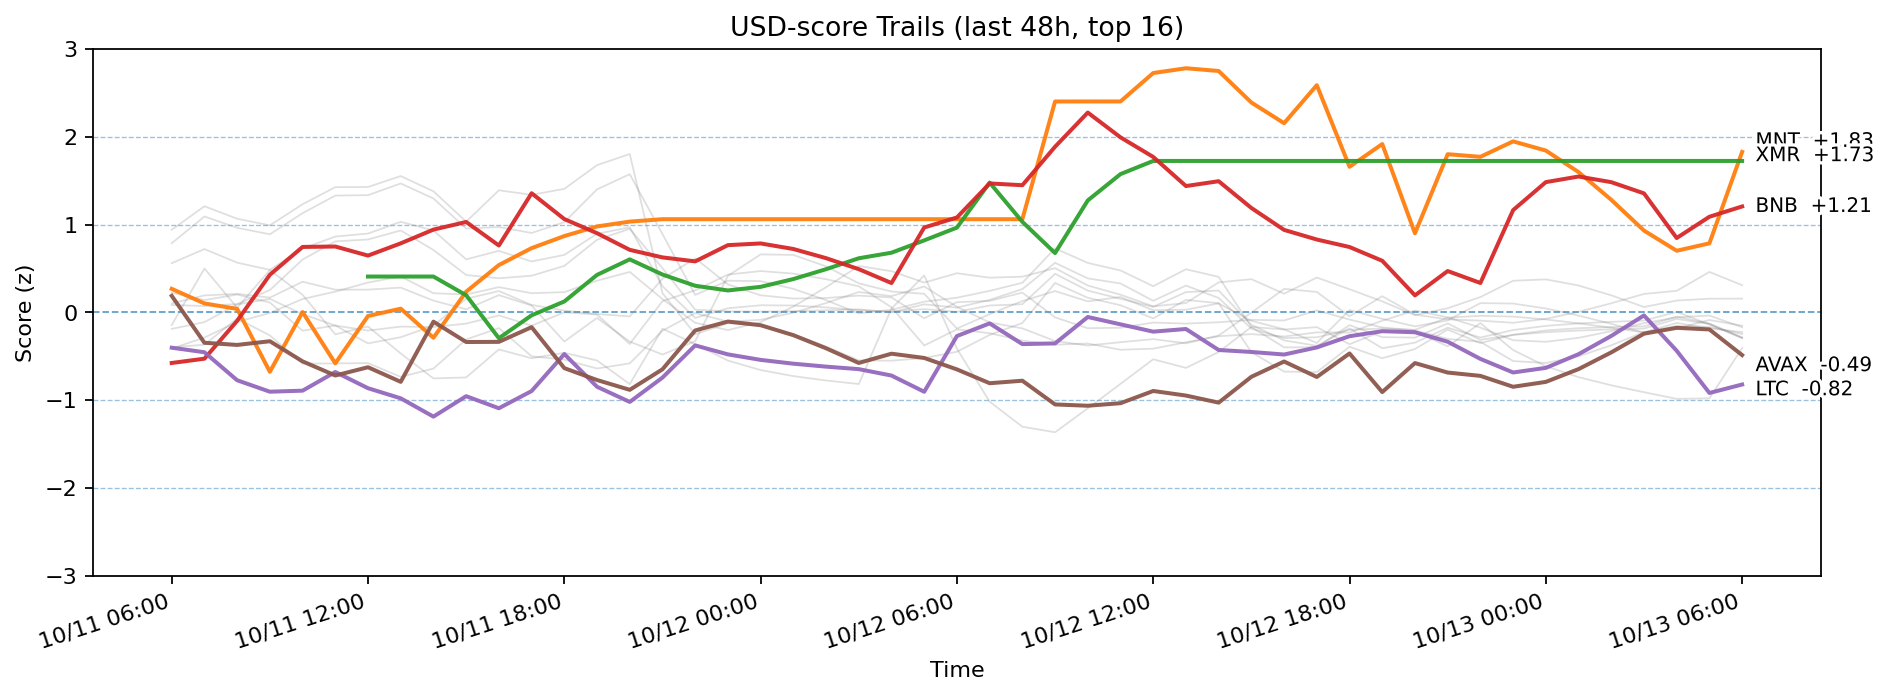 USD-score Trails (last 48h, top 16)
Score (z)
3
2
1
0
−1
−2
−3
MNT +1.83
XMR +1.73
BNB +1.21
AVAX -0.49
LTC -0.82
10/11 06:00
10/11 12:00
10/11 18:00
10/12 00:00
10/12 06:00
10/12 12:00
10/12 18:00
10/13 00:00
10/13 06:00
Time